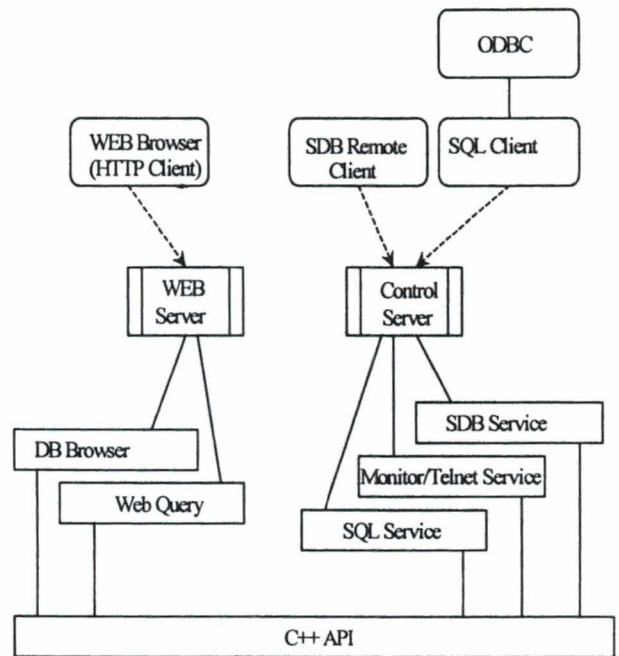 ODBC
WEB Browser
(HTTP Client)
SDB Remote
Client
SQL Client
WEB
Server
Control
Server
SDB Service
DB Browser
Monitor/Telnet Service
Web Query
SQL Service
C++ API